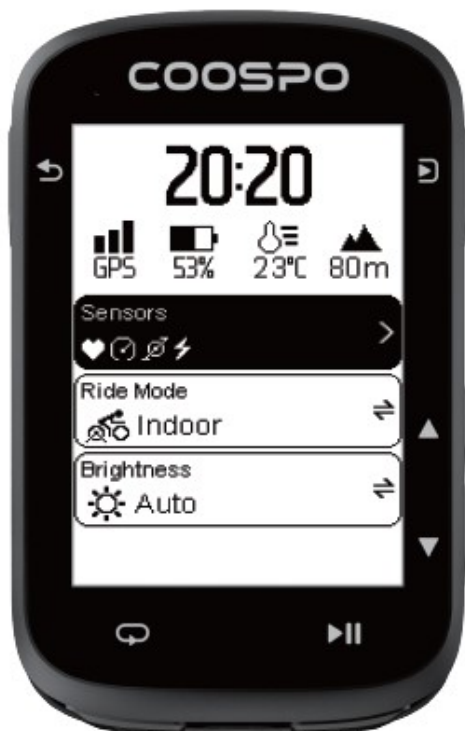 COOSPO
20:20
GPS 53% 23°C 80m
Sensors
Ride Mode
Indoor
Brightness
Auto